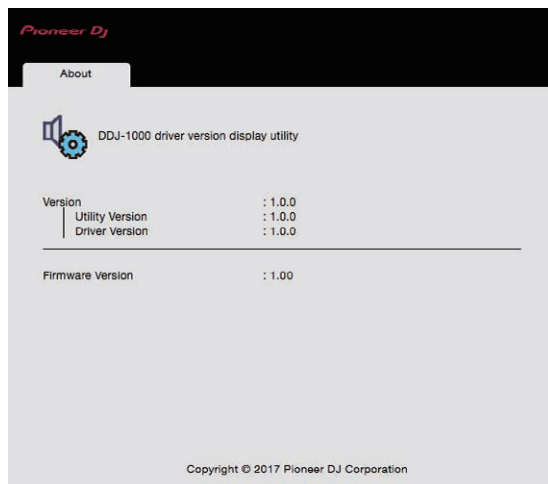 Pioneer Dj
About
DDJ-1000 driver version display utility
Version : 1.0.0
Utility Version : 1.0.0
Driver Version : 1.0.0
Firmware Version : 1.00
Copyright © 2017 Pioneer DJ Corporation